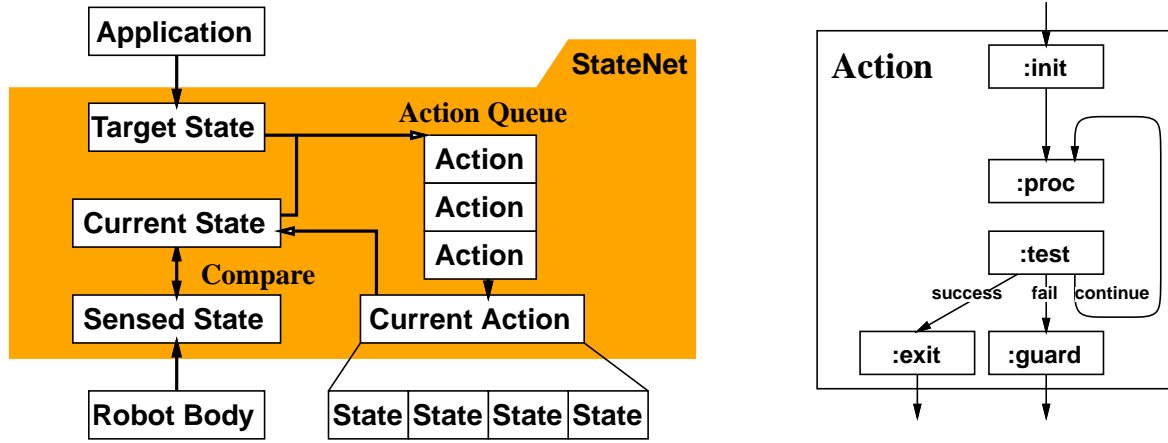 Application
StateNet
Target State
Action Queue
Action
Action
Action
Current State
Compare
Sensed State
Current Action
Robot Body
State State State State
Action
:init
:proc
:test
success fail continue
:exit :guard